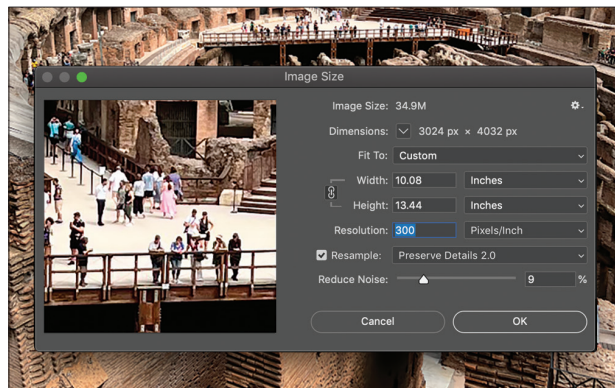 Image Size
Image Size: 34.9M
Dimensions: 3024 px × 4032 px
Fit To: Custom
Width: 10.08 Inches
Height: 13.44 Inches
Resolution: 300 Pixels/Inch
Resample: Preserve Details 2.0
Reduce Noise: 9 %
Cancel OK